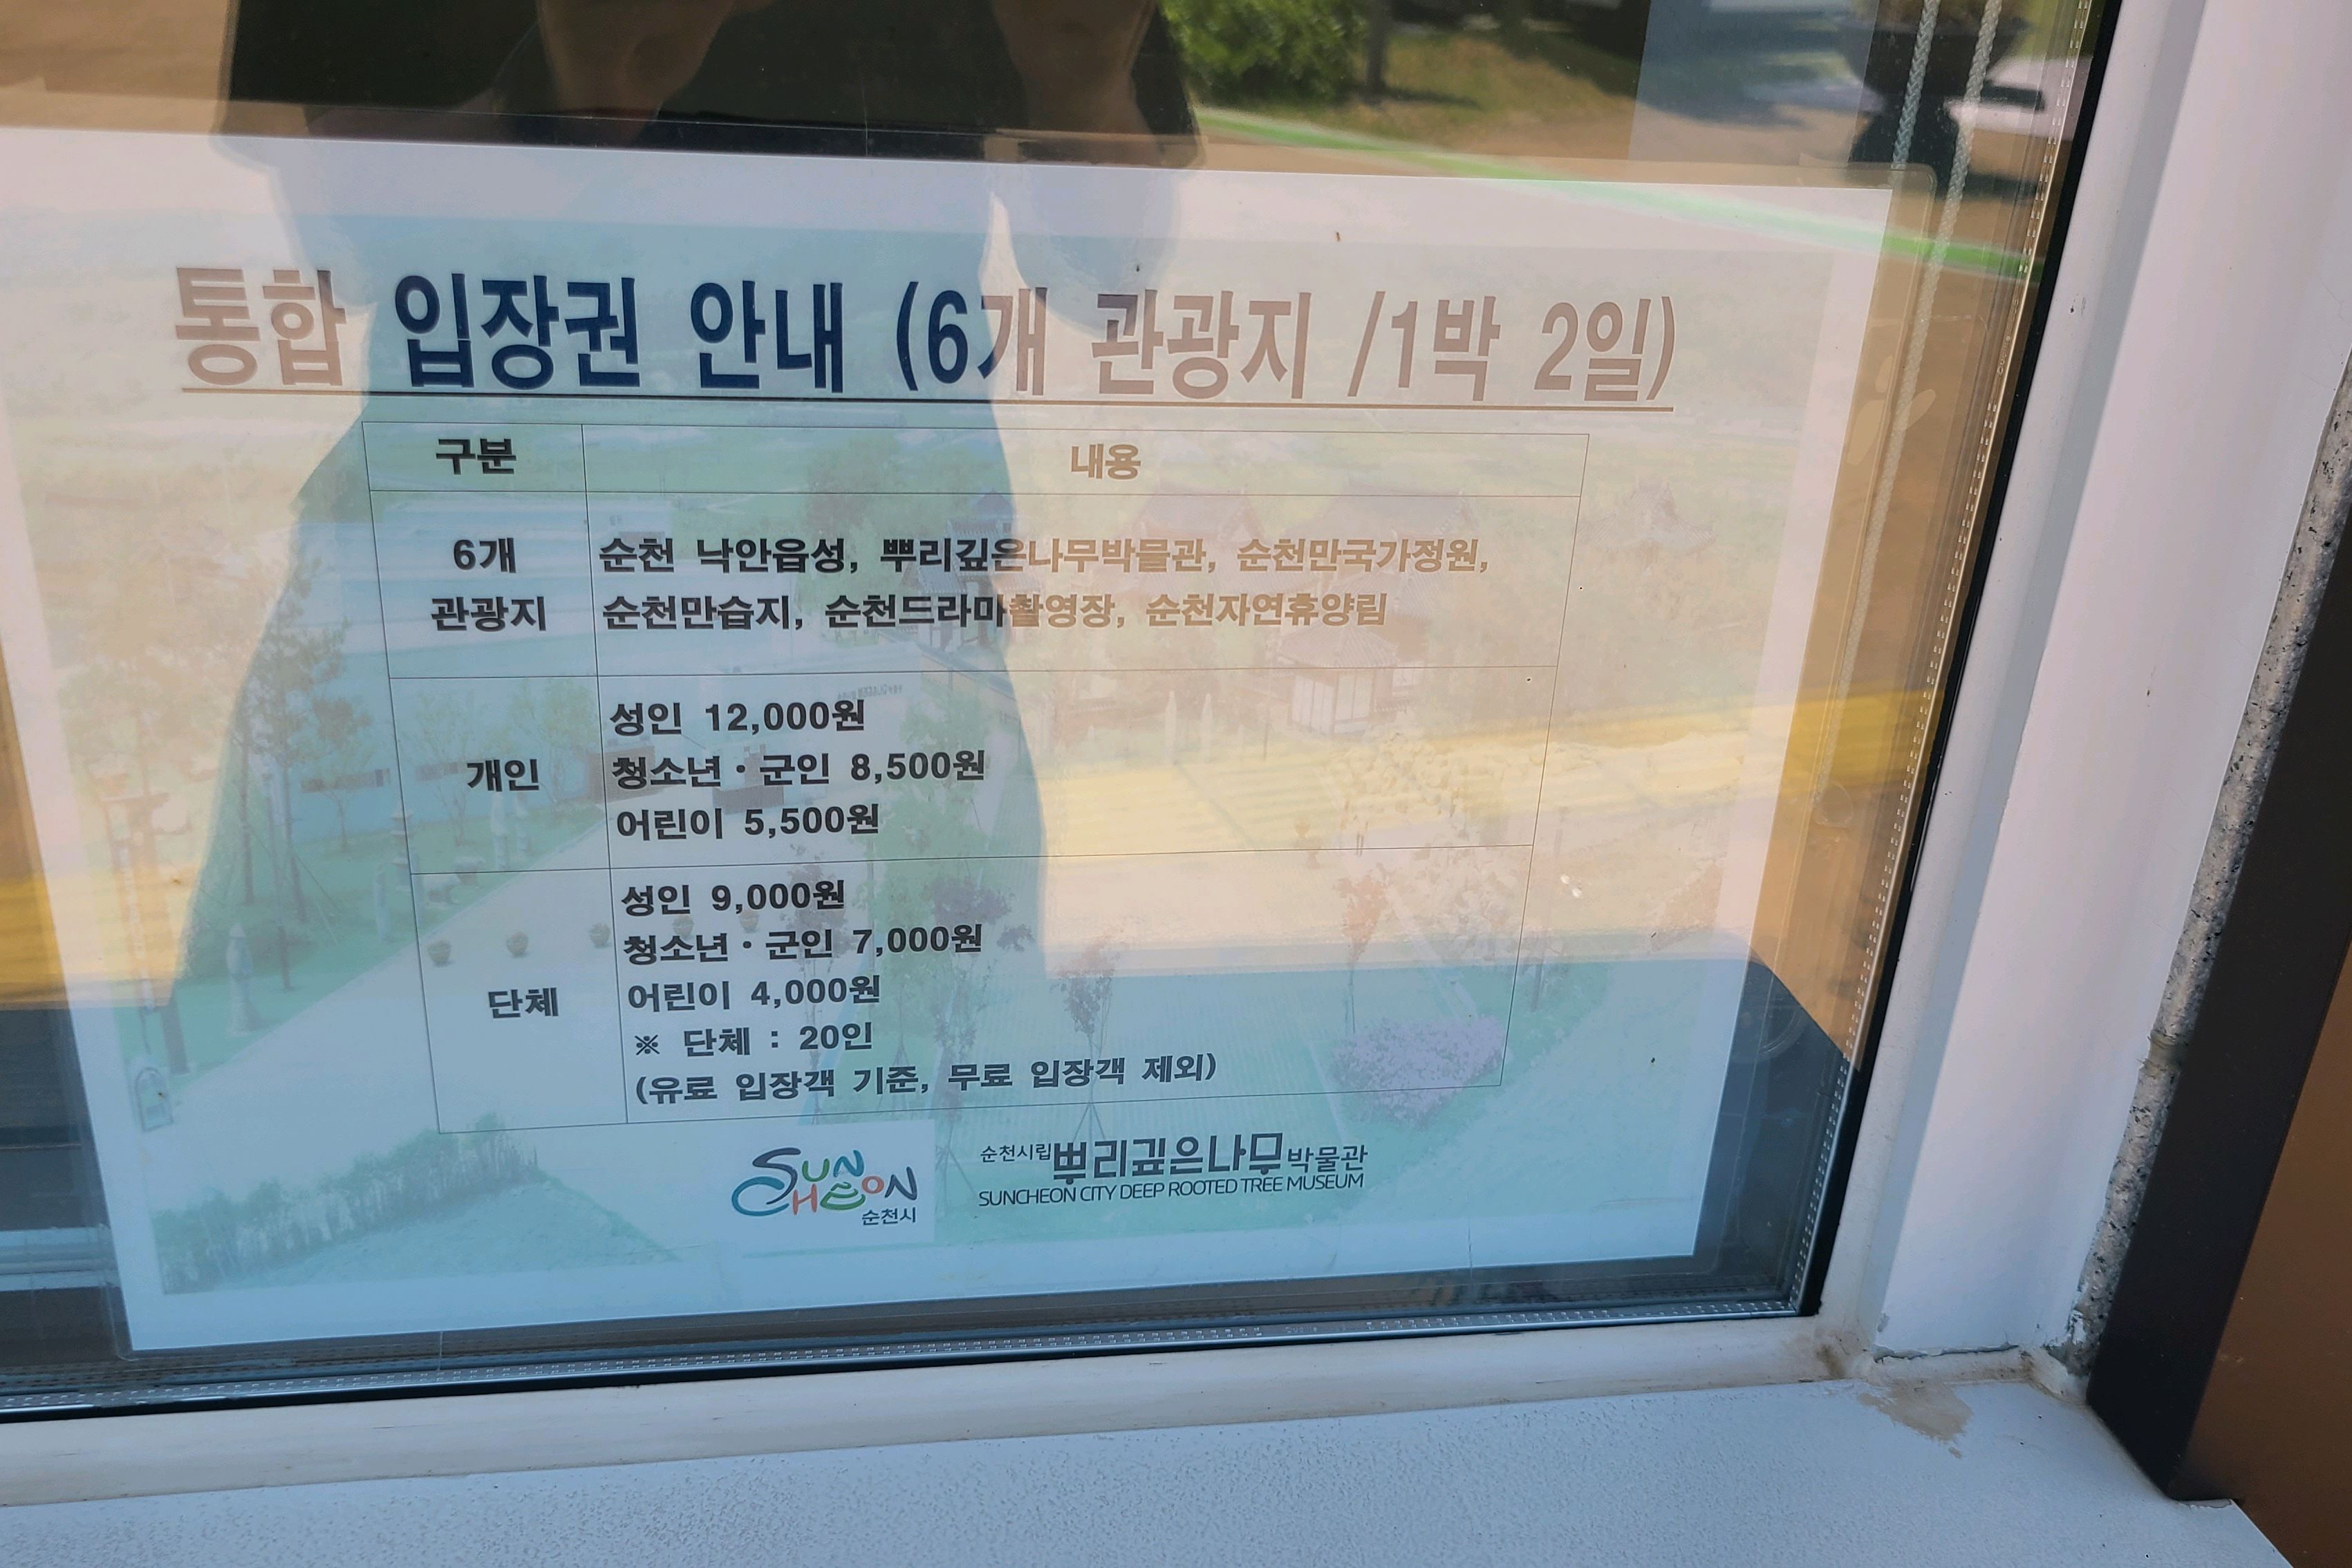 통합 입장권 안내 (6개 관광지 /1박 2일)
구분 내용
6개 관광지
순천 낙안읍성, 뿌리깊은나무박물관, 순천만국가정원,
순천만습지, 순천드라마촬영장, 순천자연휴양림
개인
성인 12,000원
청소년·군인 8,500원
어린이 5,500원
단체
성인 9,000원
청소년·군인 7,000원
어린이 4,000원
※ 단체 : 20인
(유료 입장객 기준, 무료 입장객 제외)
SUNCHEON
순천시
순천시립뿌리깊은나무박물관
SUNCHEON CITY DEEP ROOTED TREE MUSEUM